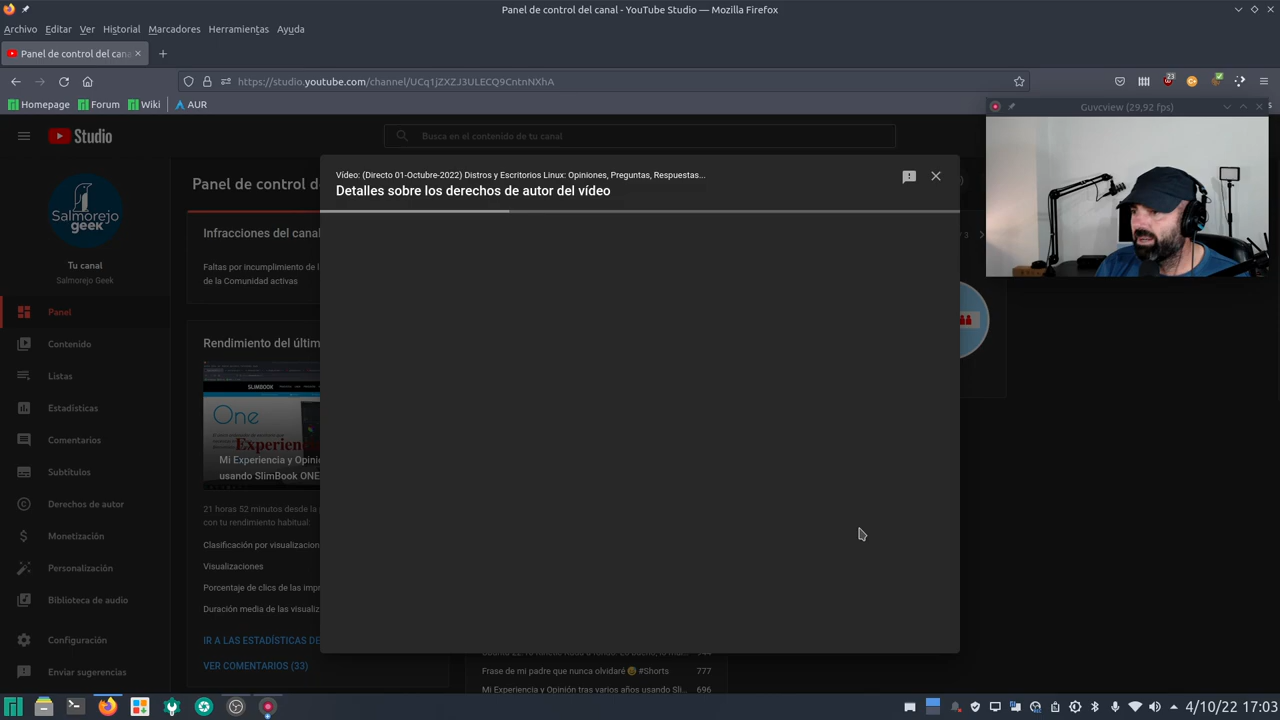 Panel de control del canal - YouTube Studio — Mozilla Firefox
Archivo Editar Ver Historial Marcadores Herramientas Ayuda
Panel de control del cana
https://studio.youtube.com/channel/UCq1jZXZJ3ULECQ9CntnNXhA
23
Homepage Forum Wiki AUR
Guvcview (29,92 fps)
Studio
Busca en el contenido de tu canal
Vídeo: (Directo 01-Octubre-2022) Distros y Escritorios Linux: Opiniones, Preguntas, Respuestas...
Detalles sobre los derechos de autor del vídeo
Salmorejo
geek
Tu canal
Salmorejo Geek
Panel
Contenido
Listas
Estadísticas
Comentarios
Subtítulos
Derechos de autor
Monetización
Personalización
Biblioteca de audio
Configuración
Enviar sugerencias
Panel de control d
Infracciones del canal
/ 3
Faltas por incumplimiento de l
de la Comunidad activas
Rendimiento del últim
SLIMBOOK
One
Experienc
Mi Experiencia y Opini
usando SlimBook ONE
21 horas 52 minutos desde la
con tu rendimiento habitual:
Clasificación por visualizacion
Visualizaciones
Porcentaje de clics de las imp
Duración media de las visualiz
IR A LAS ESTADÍSTICAS DE
VER COMENTARIOS (33)
Frase de mi padre que nunca olvidaré #Shorts 777
Mi Experiencia y Opinión tras varios años usando Sli... 696
4/10/22 17:03